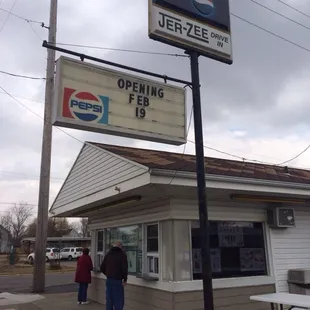 JER-ZEE DRIVE
IN
PEPSI
OPENING
FEB
19